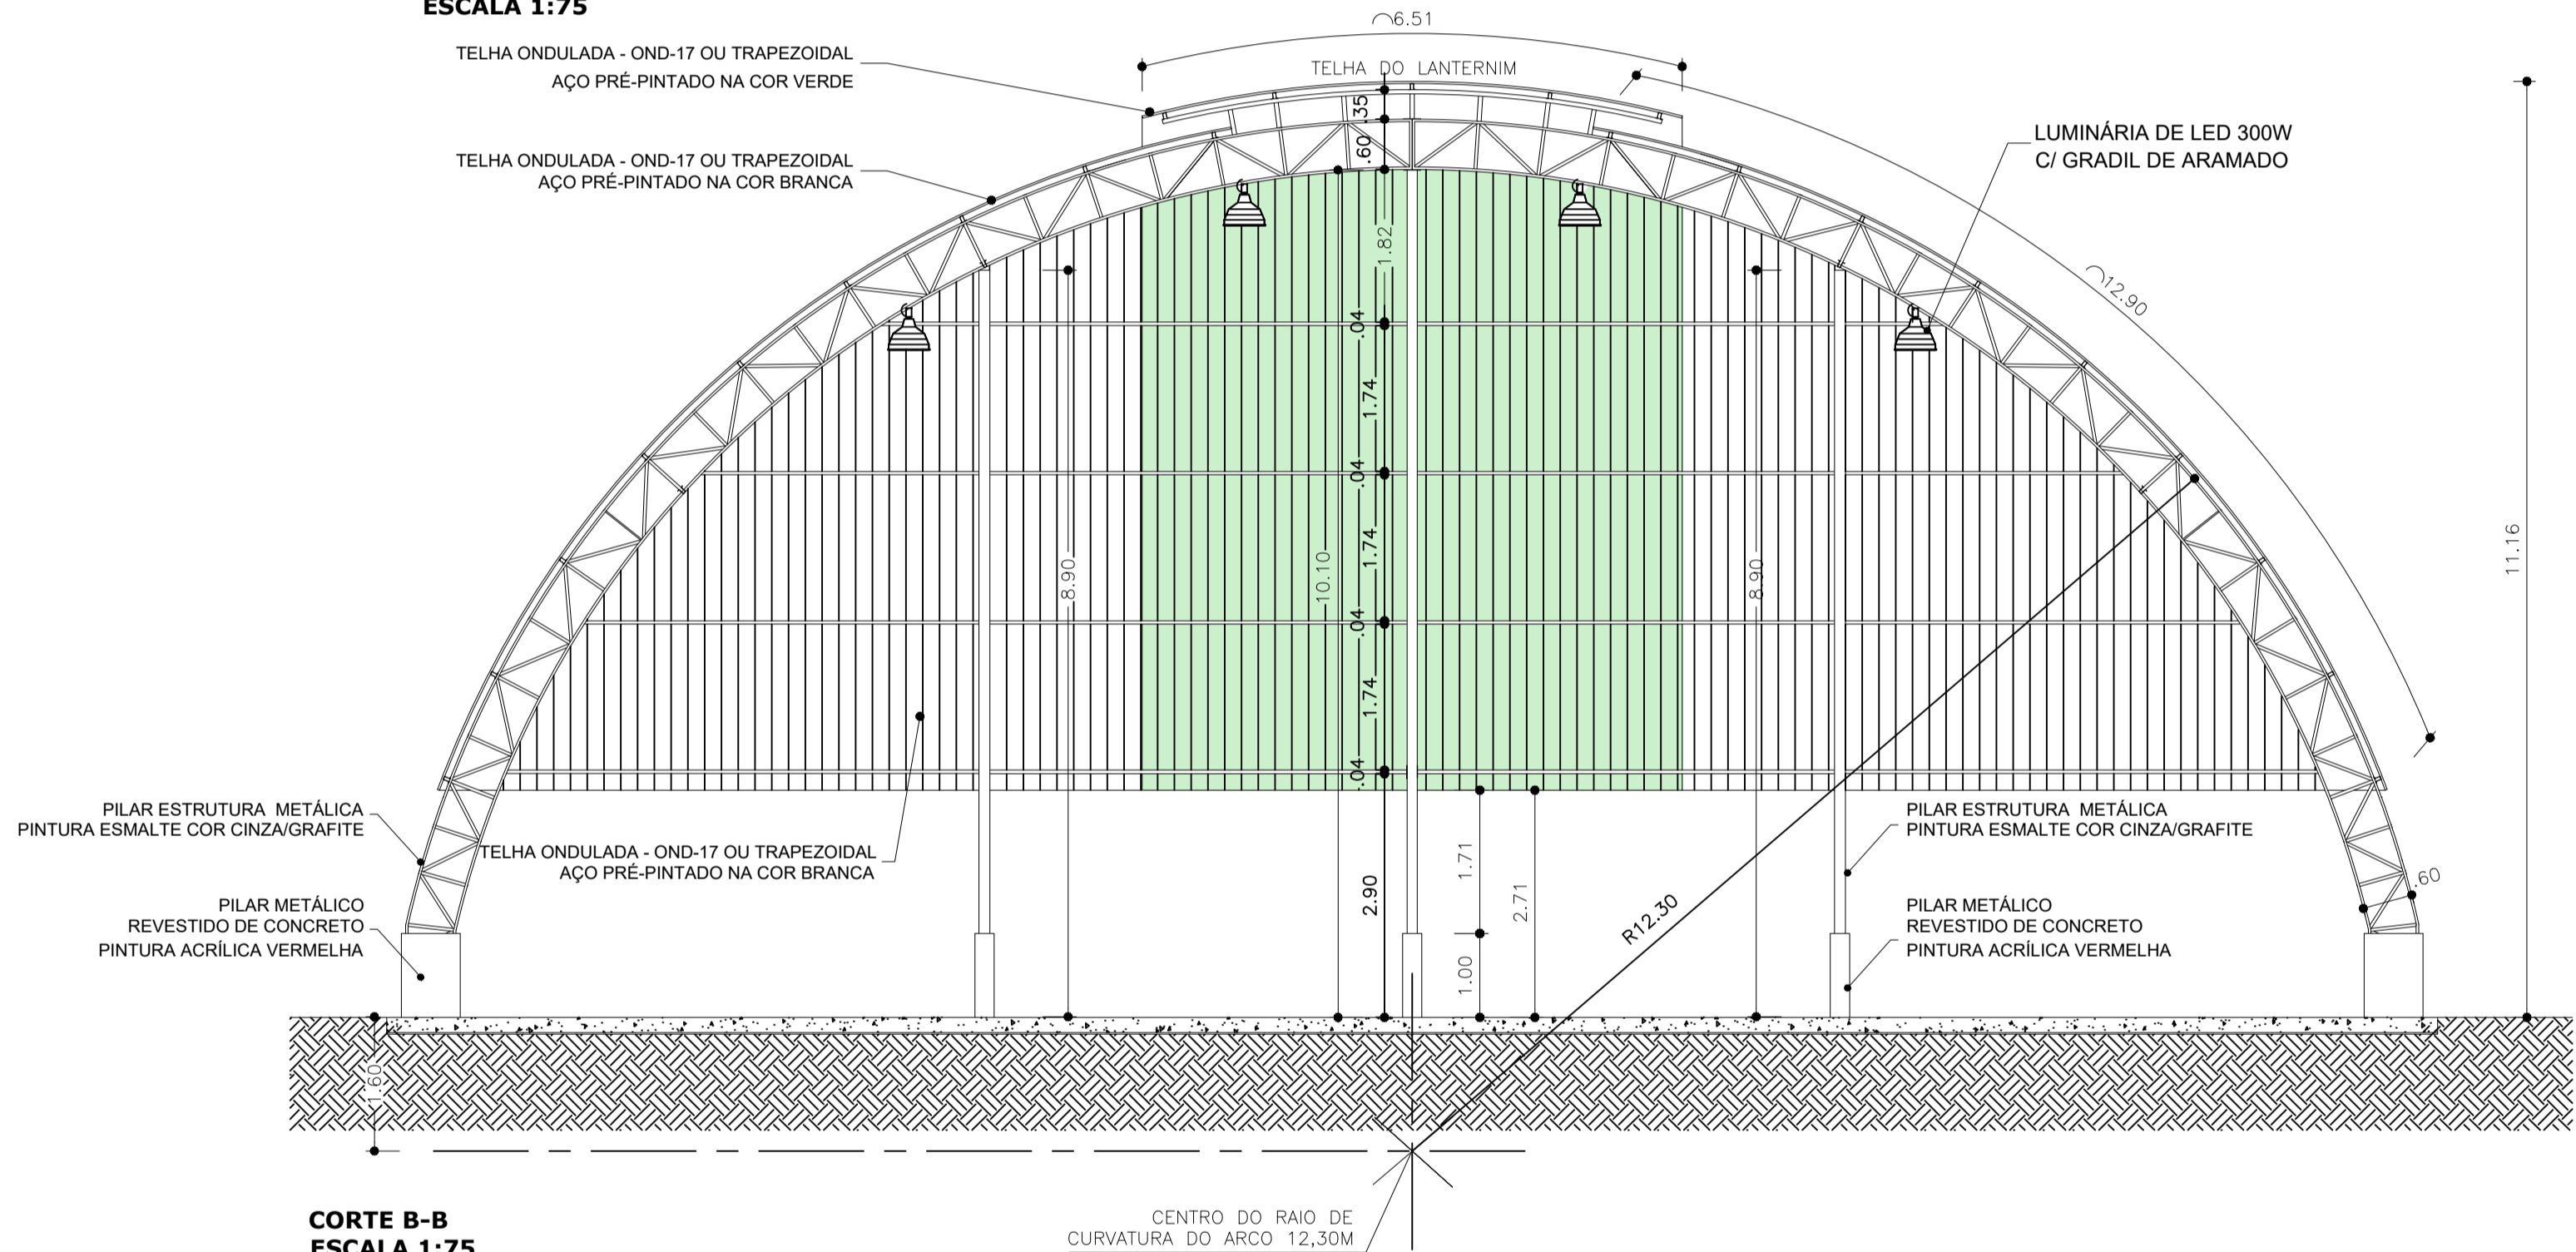 ESCALA 1:75
6.51
TELHA ONDULADA - OND-17 OU TRAPEZOIDAL
AÇO PRÉ-PINTADO NA COR VERDE
TELHA DO LANTERNIM
.35
LUMINÁRIA DE LED 300W
C/ GRADIL DE ARAMADO
TELHA ONDULADA - OND-17 OU TRAPEZOIDAL
AÇO PRÉ-PINTADO NA COR BRANCA
.60
1.82
12.90
.04
1.74
.04
11.16
8.90
10.10
1.74
8.90
.04
1.74
.04
PILAR ESTRUTURA METÁLICA
PINTURA ESMALTE COR CINZA/GRAFITE
PILAR ESTRUTURA METÁLICA
PINTURA ESMALTE COR CINZA/GRAFITE
TELHA ONDULADA - OND-17 OU TRAPEZOIDAL
AÇO PRÉ-PINTADO NA COR BRANCA
2.90
1.71
2.71
.60
PILAR METÁLICO
REVESTIDO DE CONCRETO
PINTURA ACRÍLICA VERMELHA
R12.30
PILAR METÁLICO
REVESTIDO DE CONCRETO
PINTURA ACRÍLICA VERMELHA
1.00
1.60
CORTE B-B
ESCALA 1:75
CENTRO DO RAIO DE
CURVATURA DO ARCO 12,30M